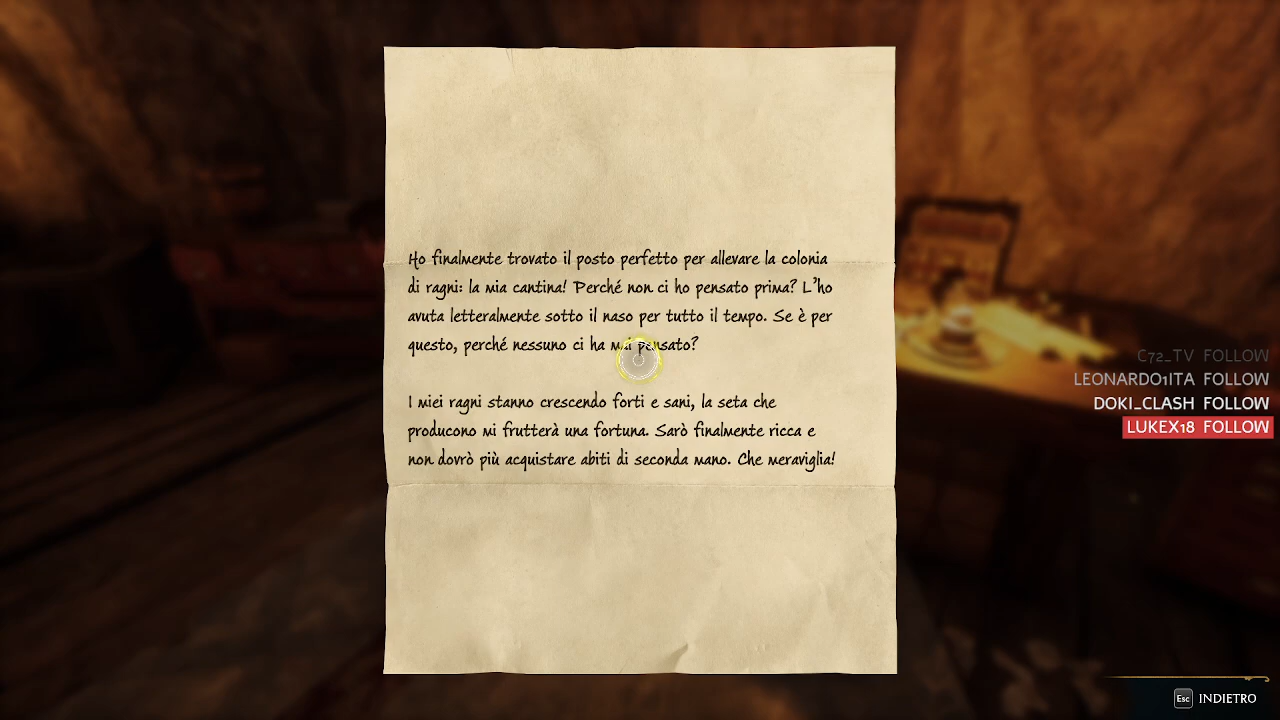 Ho finalmente trovato il posto perfetto per allevare la colonia
di ragni: la mia cantina! Perché non ci ho pensato prima? L'ho
avuta letteralmente sotto il naso per tutto il tempo. Se è per
questo, perché nessuno ci ha mai pensato?
I miei ragni stanno crescendo forti e sani, la seta che
producono mi frutterà una fortuna. Sarò finalmente ricca e
non dovrò più acquistare abiti di seconda mano. Che meraviglia!
C72_TV FOLLOW
LEONARDO1ITA FOLLOW
DOKI_CLASH FOLLOW
LUKEX18 FOLLOW
Esc INDIETRO